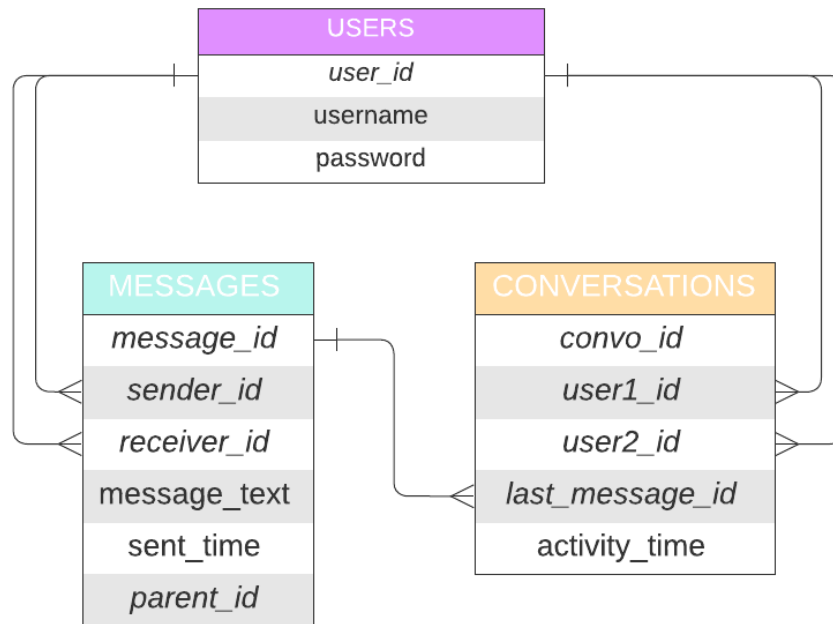 USERS
user_id
username
password
MESSAGES
message_id
sender_id
receiver_id
message_text
sent_time
parent_id
CONVERSATIONS
convo_id
user1_id
user2_id
last_message_id
activity_time